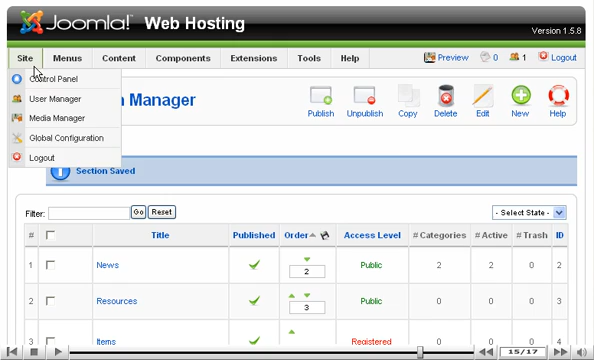 Joomla! Web Hosting
Version 1.5.8
Site Menus Content Components Extensions Tools Help Preview 0 1 Logout
Control Panel
User Manager
Media Manager
Global Configuration
Logout
Manager
Publish Unpublish Copy Delete Edit New Help
Section Saved
Filter: Go Reset - Select State -
# Title Published Order Access Level # Categories # Active # Trash ID
1 News 2 Public 2 2 0 2
2 Resources 3 Public 0 0 0 3
3 Items Registered 0 0 0 4
15/17